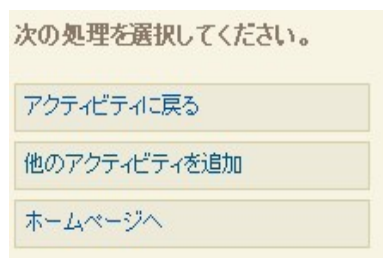 次の処理を選択してください。
アクティビティに戻る
他のアクティビティを追加
ホームページへ